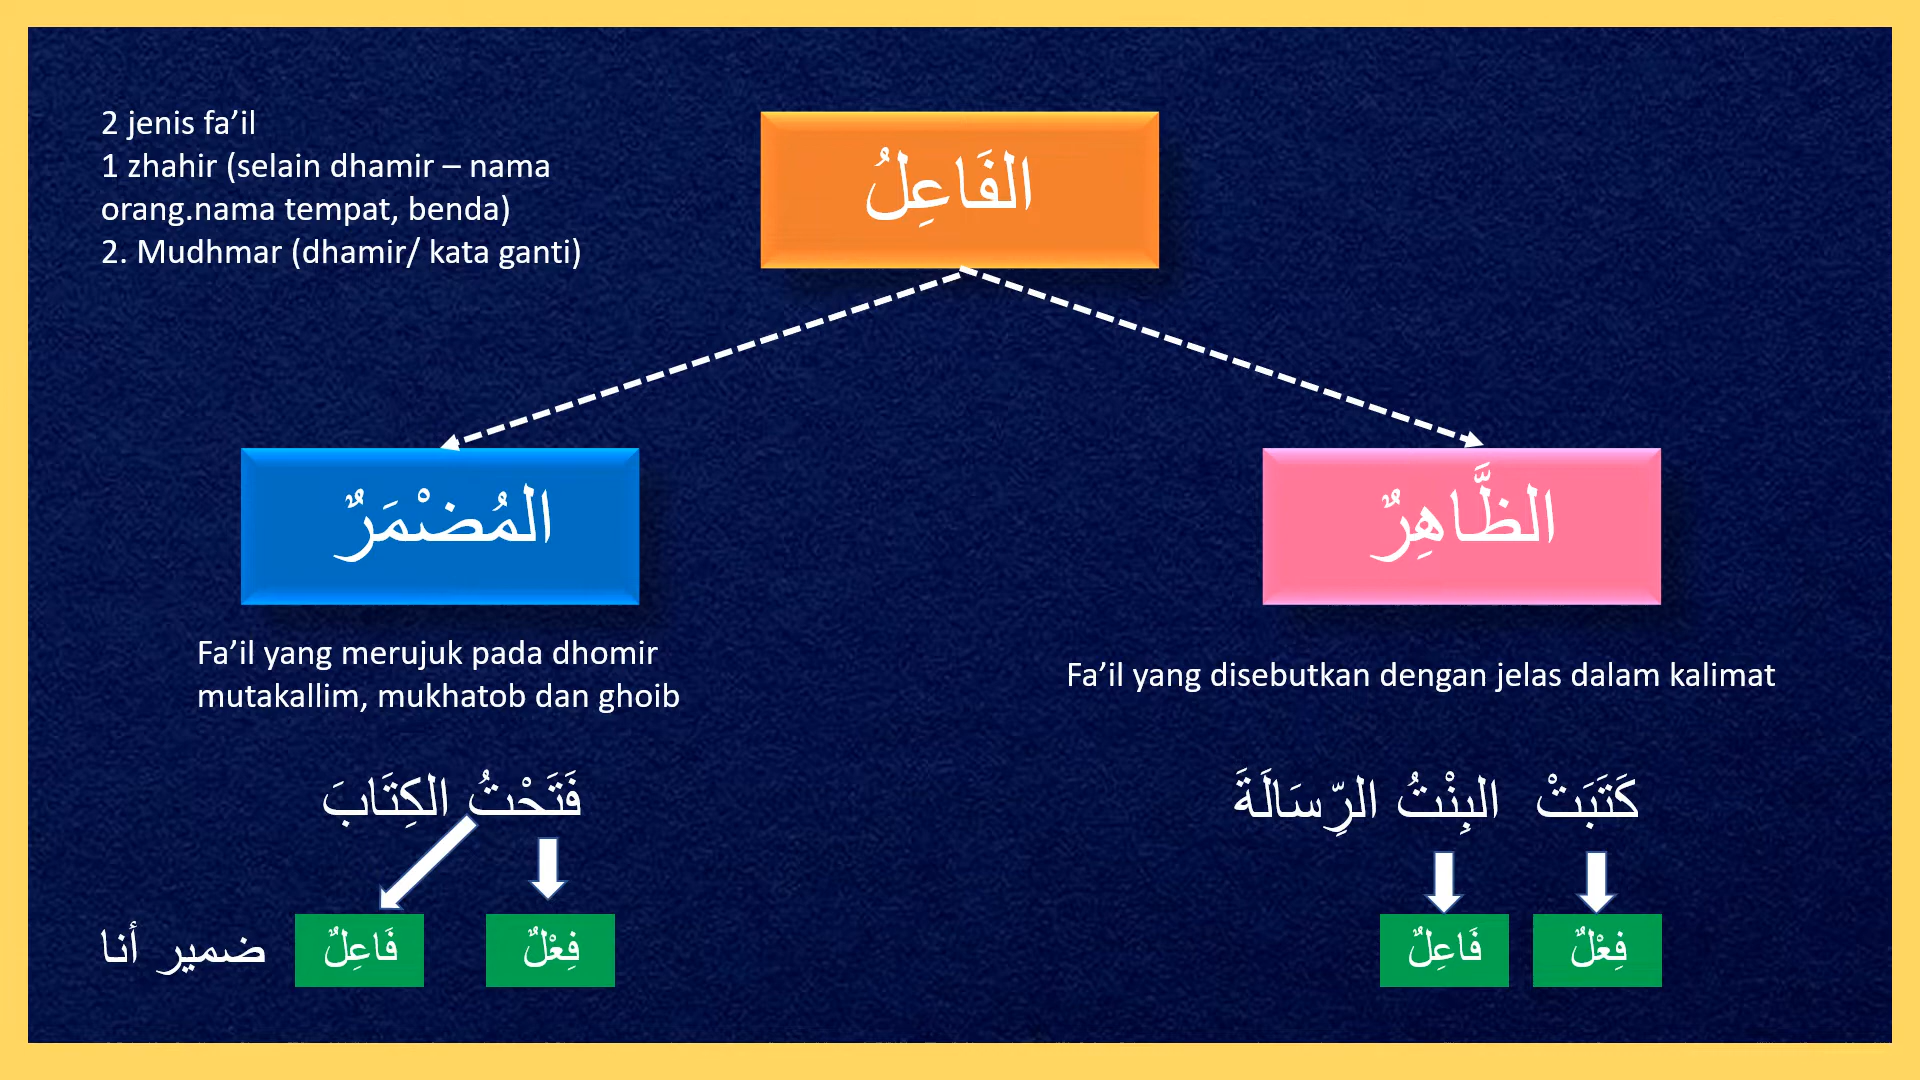 2 jenis fa’il
1 zhahir (selain dhamir – nama
orang.nama tempat, benda)
2. Mudhmar (dhamir/ kata ganti)
الفَاعِلُ
المُضْمَرٌ
الظَّاهِرٌ
Fa’il yang merujuk pada dhomir
mutakallim, mukhatob dan ghoib
Fa’il yang disebutkan dengan jelas dalam kalimat
فَتَحْتُ الكِتَابَ
كَتَبَتْ البِنْتُ الرِّسَالَةَ
فِعْلٌ
فَاعِلٌ
ضمير أنا
فِعْلٌ
فَاعِلٌ